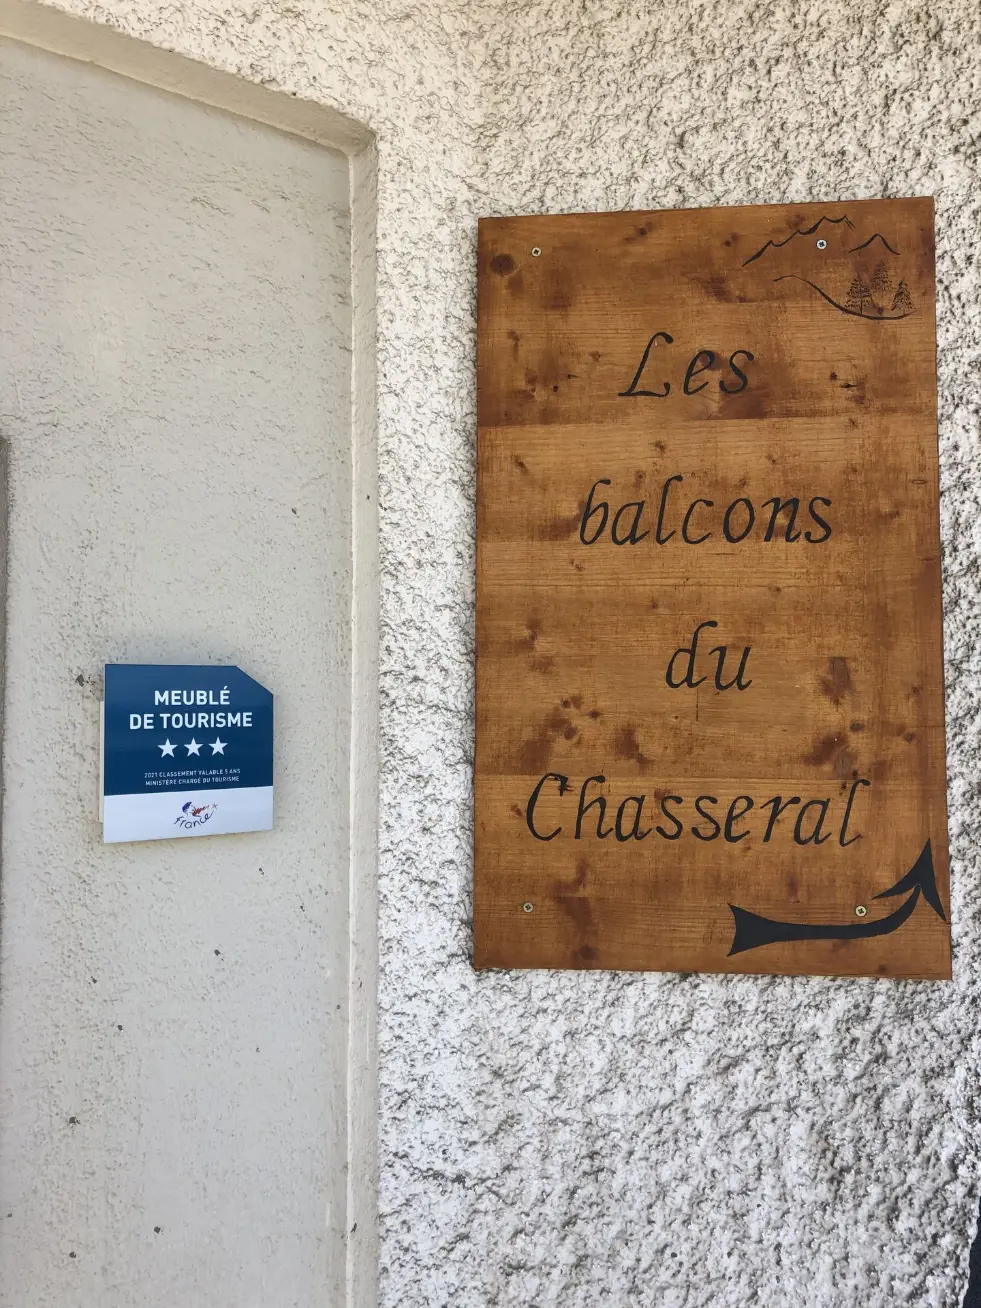 Les
balcons
du
Chasseral
MEUBLÉ
DE TOURISME
2021 CLASSEMENT VALABLE 5 ANS
MINISTÈRE CHARGÉ DU TOURISME
France